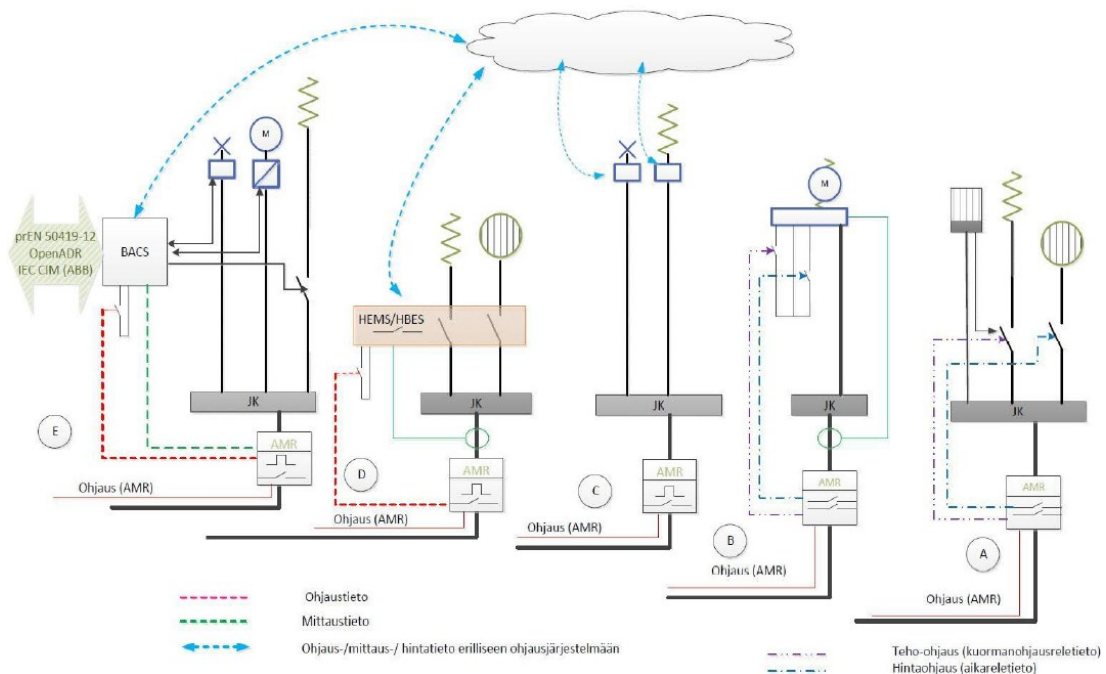 M
M
prEN 50419-12
OpenADR
IEC CIM (ABB)
BACS
HEMS/HBES
JK
JK
JK
JK
JK
E
AMR
D
AMR
C
AMR
B
AMR
A
AMR
Ohjaus (AMR)
Ohjaus (AMR)
Ohjaus (AMR)
Ohjaus (AMR)
Ohjaus (AMR)
Ohjaustieto
Mittaustieto
Ohjaus-/mittaus-/ hintatieto erilliseen ohjausjärjestelmään
Teho-ohjaus (kuormanohjausreletieto)
Hintaohjaus (aikareletieto)